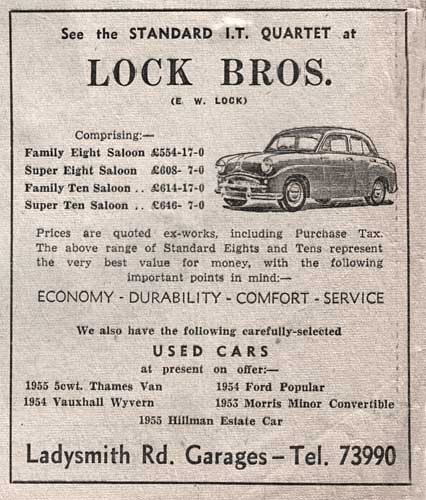 See the STANDARD I.T. QUARTET at
LOCK BROS.
(E. W. LOCK)
Comprising:—
Family Eight Saloon £554-17-0
Super Eight Saloon £608- 7-0
Family Ten Saloon .. £614-17-0
Super Ten Saloon .. £646- 7-0
Prices are quoted ex-works, including Purchase Tax.
The above range of Standard Eights and Tens represent
the very best value for money, with the following
important points in mind:—
ECONOMY - DURABILITY - COMFORT - SERVICE
We also have the following carefully-selected
USED CARS
at present on offer:—
1955 5cwt. Thames Van 1954 Ford Popular
1954 Vauxhall Wyvern 1953 Morris Minor Convertible
1955 Hillman Estate Car
Ladysmith Rd. Garages – Tel. 73990